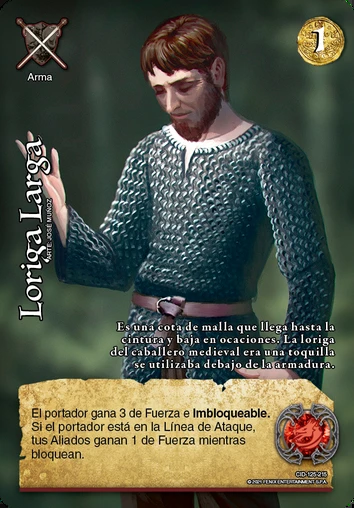 1
Arma
Loriga Larga
ARTE: JOSÉ MUÑOZ
Es una cota de malla que llega hasta la
cintura y baja en ocaciones. La loriga
del caballero medieval era una toquilla
se utilizaba debajo de la armadura.
El portador gana 3 de Fuerza e Imbloqueable.
Si el portador está en la Línea de Ataque,
tus Aliados ganan 1 de Fuerza mientras
bloquean.
CID-125-215
© 2021 FENIX ENTERTAINMENT S.P.A.